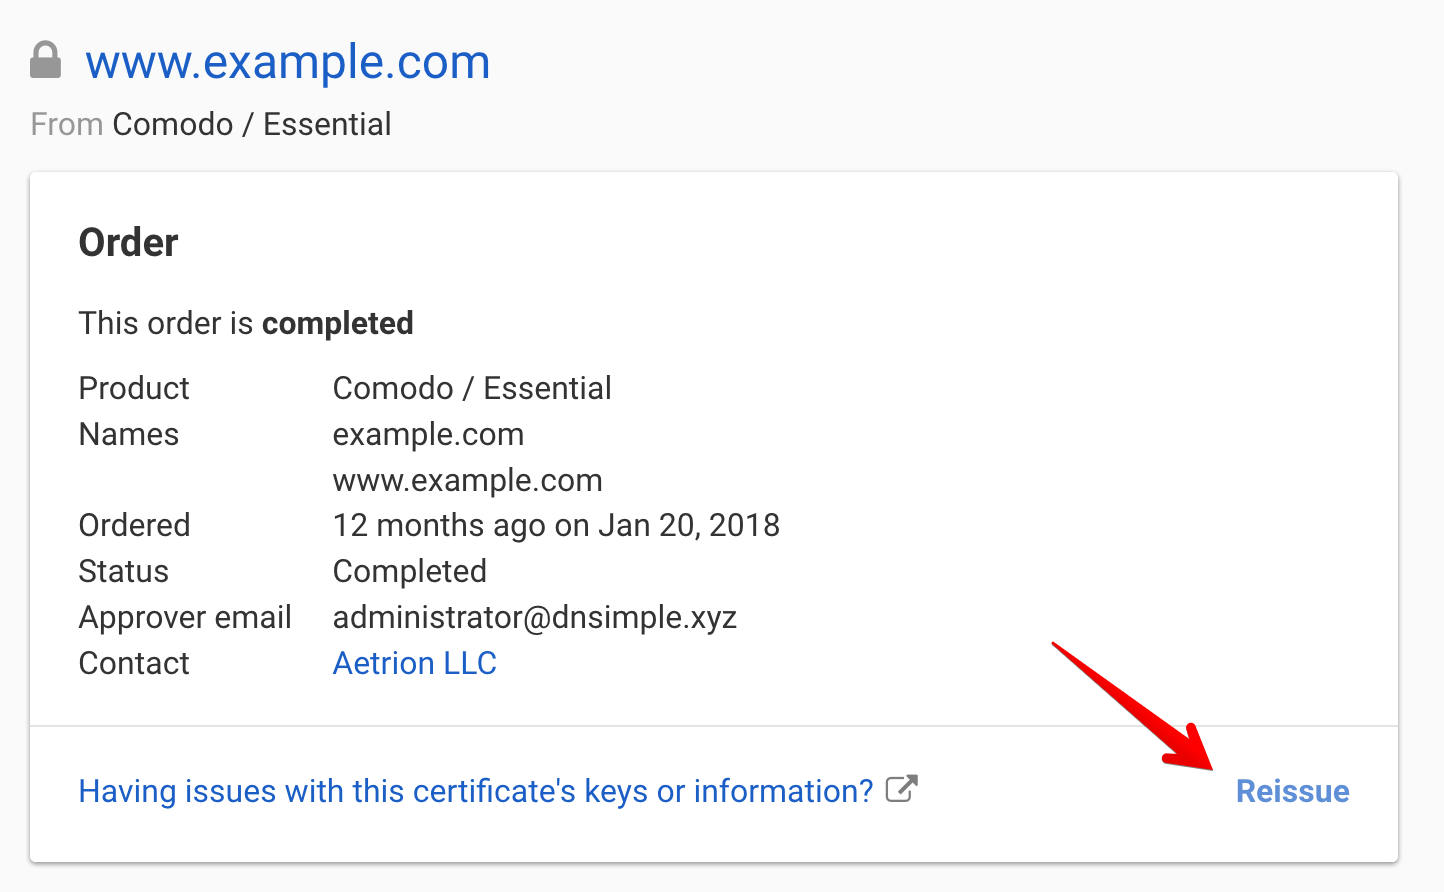 www.example.com
From Comodo / Essential
Order
This order is completed
Product Comodo / Essential
Names example.com
www.example.com
Ordered 12 months ago on Jan 20, 2018
Status Completed
Approver email administrator@dnsimple.xyz
Contact Aetrion LLC
Having issues with this certificate's keys or information? Reissue